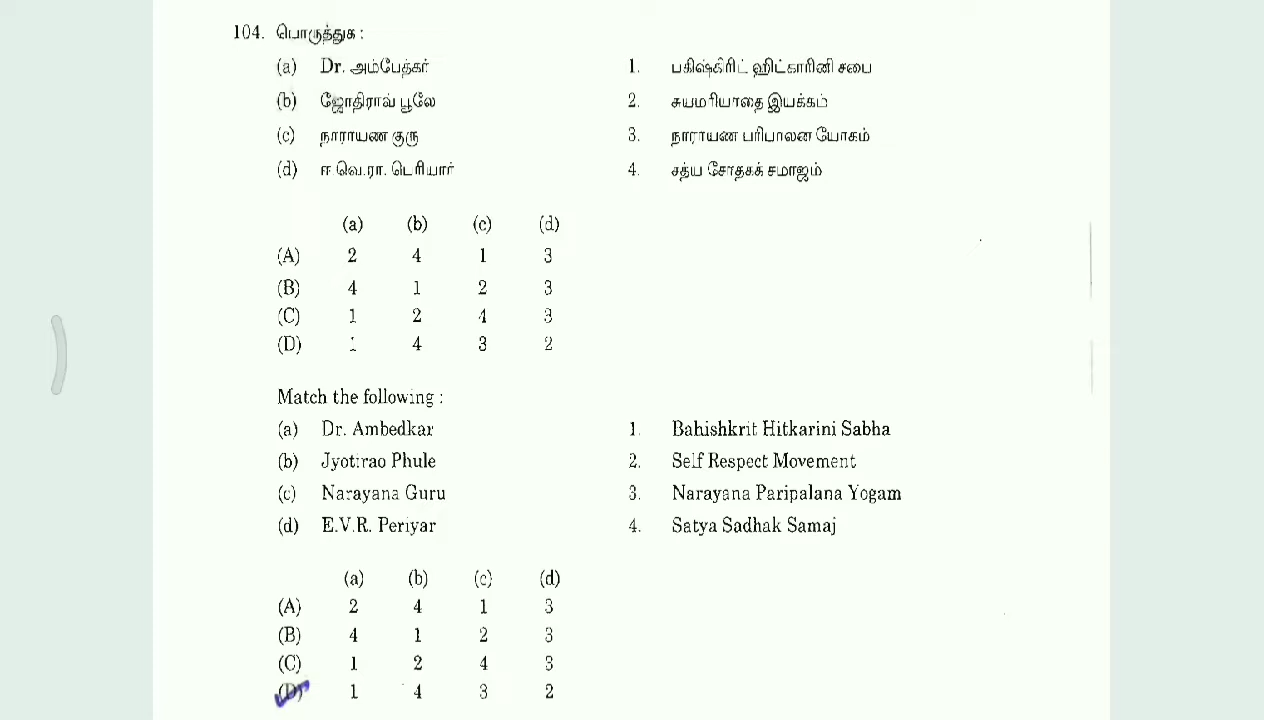 104. பொருத்துக :
(a) Dr. அம்பேத்கர் 1. பகிஷ்கிரிட் ஹிட்காரினி சபை
(b) ஜோதிராவ் பூலே 2. சுயமரியாதை இயக்கம்
(c) நாராயண குரு 3. நாராயண பரிபாலன யோகம்
(d) ஈ.வெ.ரா. பெரியார் 4. சத்ய சோதகச் சமாஜம்
(a) (b) (c) (d)
(A) 2 4 1 3
(B) 4 1 2 3
(C) 1 2 4 3
(D) 1 4 3 2
Match the following :
(a) Dr. Ambedkar 1. Bahishkrit Hitkarini Sabha
(b) Jyotirao Phule 2. Self Respect Movement
(c) Narayana Guru 3. Narayana Paripalana Yogam
(d) E.V.R. Periyar 4. Satya Sadhak Samaj
(a) (b) (c) (d)
(A) 2 4 1 3
(B) 4 1 2 3
(C) 1 2 4 3
(D) 1 4 3 2